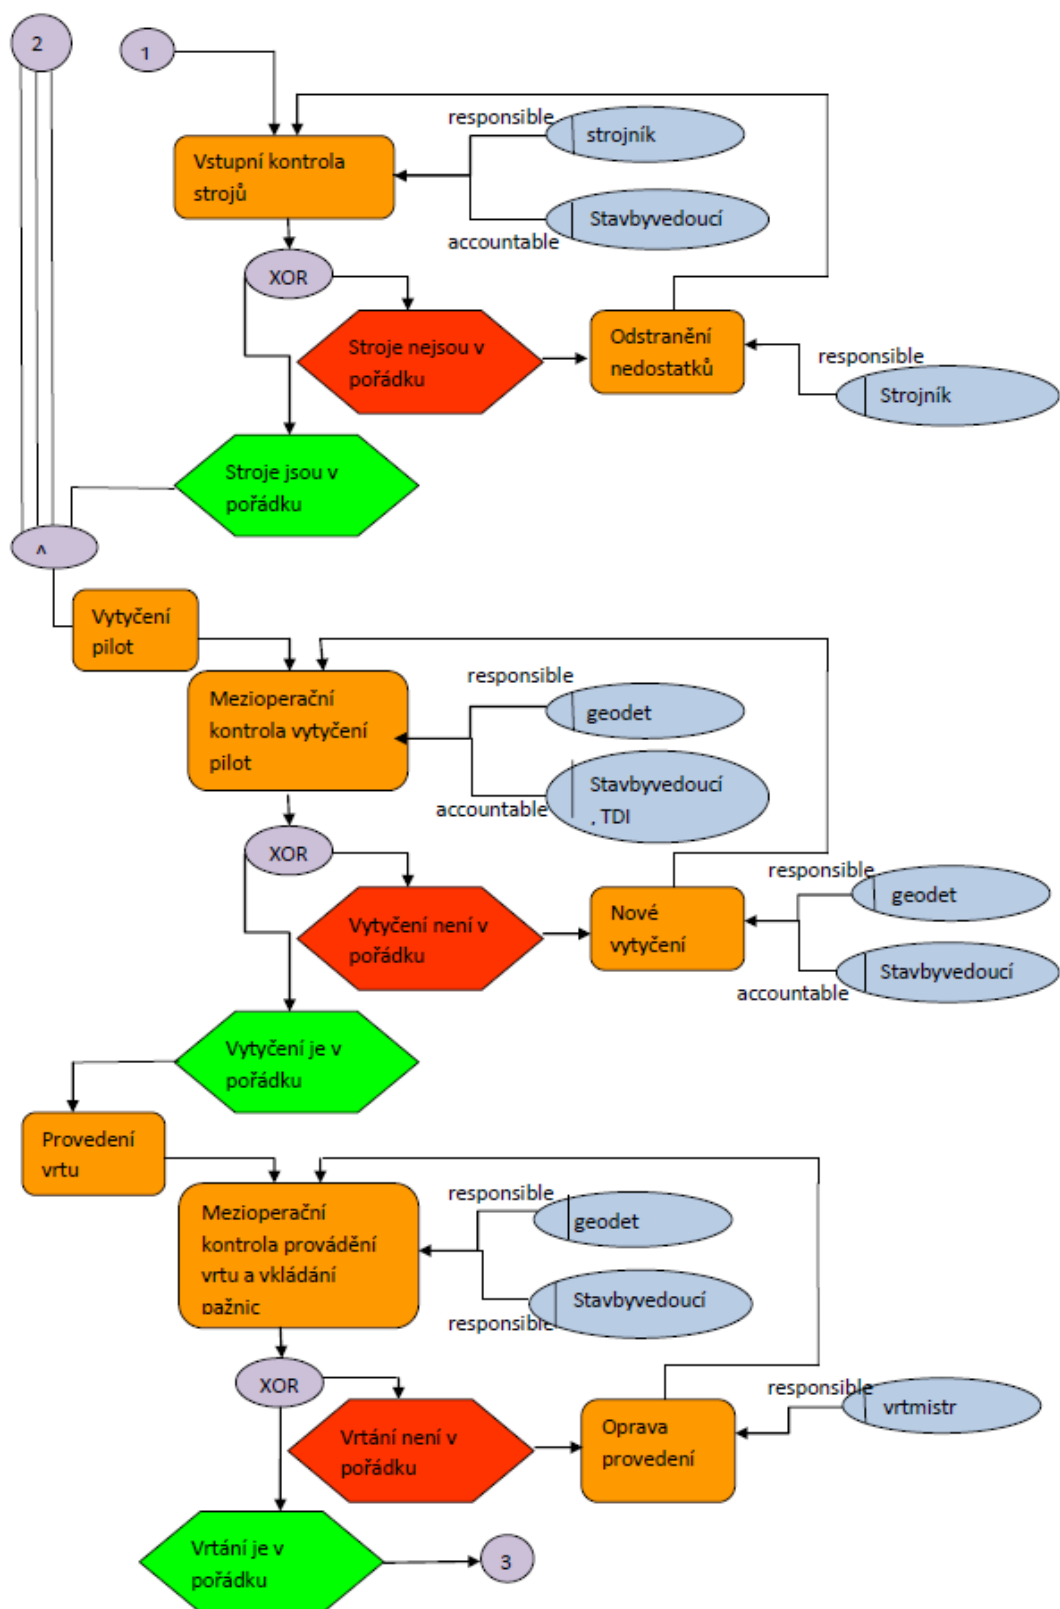 2
1
responsible
strojník
Vstupní kontrola
strojů
Stavbyvedoucí
accountable
XOR
Stroje nejsou v
pořádku
Odstranění
nedostatků
responsible
Strojník
Stroje jsou v
pořádku
^
Vytyčení
pilot
responsible
geodet
Mezioperační
kontrola vytyčení
pilot
Stavbyvedoucí
, TDI
accountable
XOR
Vytyčení není v
pořádku
Nové
vytyčení
responsible
geodet
Stavbyvedoucí
accountable
Vytyčení je v
pořádku
Provedení
vrtu
responsible
geodet
Mezioperační
kontrola provádění
vrtu a vkládání
pažnic
Stavbyvedoucí
responsible
XOR
Vrtání není v
pořádku
Oprava
provedení
responsible
vrtmistr
Vrtání je v
pořádku
3